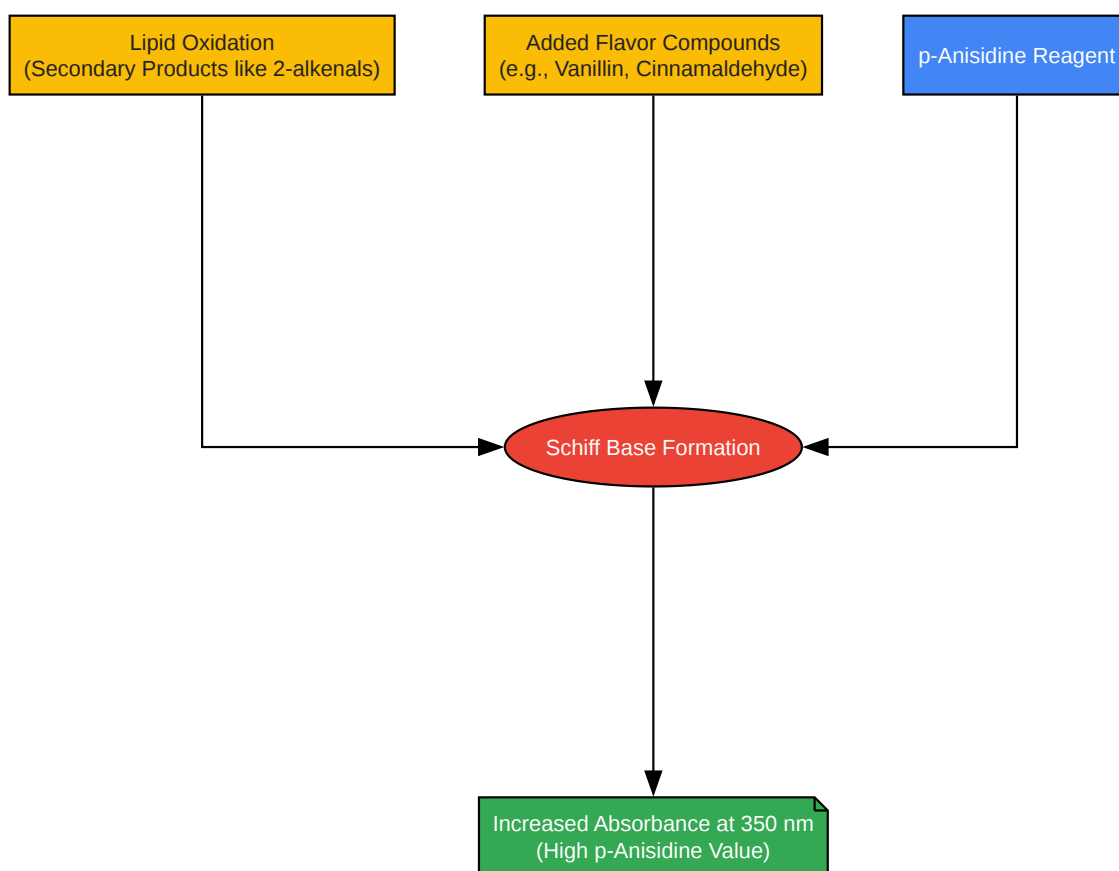 Lipid Oxidation
(Secondary Products like 2-alkenals)
Added Flavor Compounds
(e.g., Vanillin, Cinnamaldehyde)
p-Anisidine Reagent
Schiff Base Formation
Increased Absorbance at 350 nm
(High p-Anisidine Value)